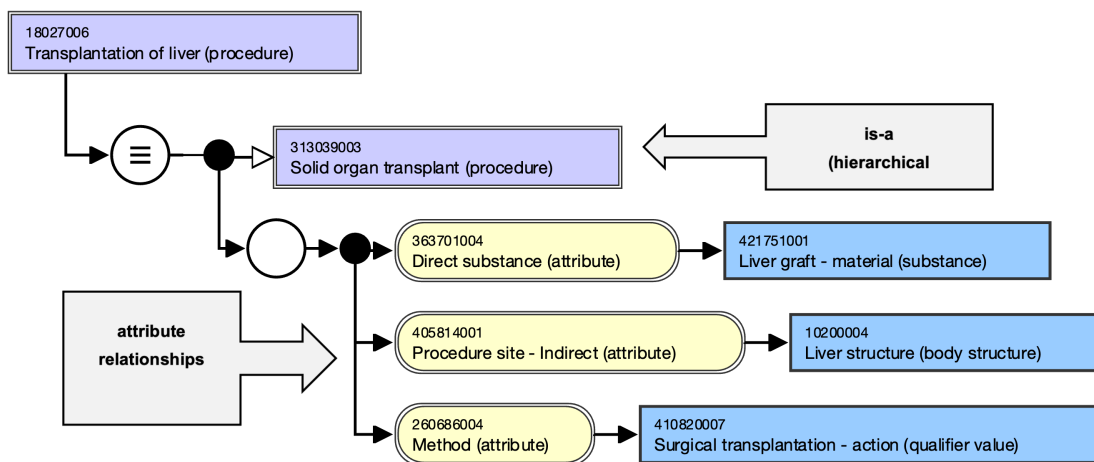 18027006
Transplantation of liver (procedure)
313039003
Solid organ transplant (procedure)
is-a
(hierarchical
363701004
Direct substance (attribute)
421751001
Liver graft - material (substance)
attribute
relationships
405814001
Procedure site - Indirect (attribute)
10200004
Liver structure (body structure)
260686004
Method (attribute)
410820007
Surgical transplantation - action (qualifier value)